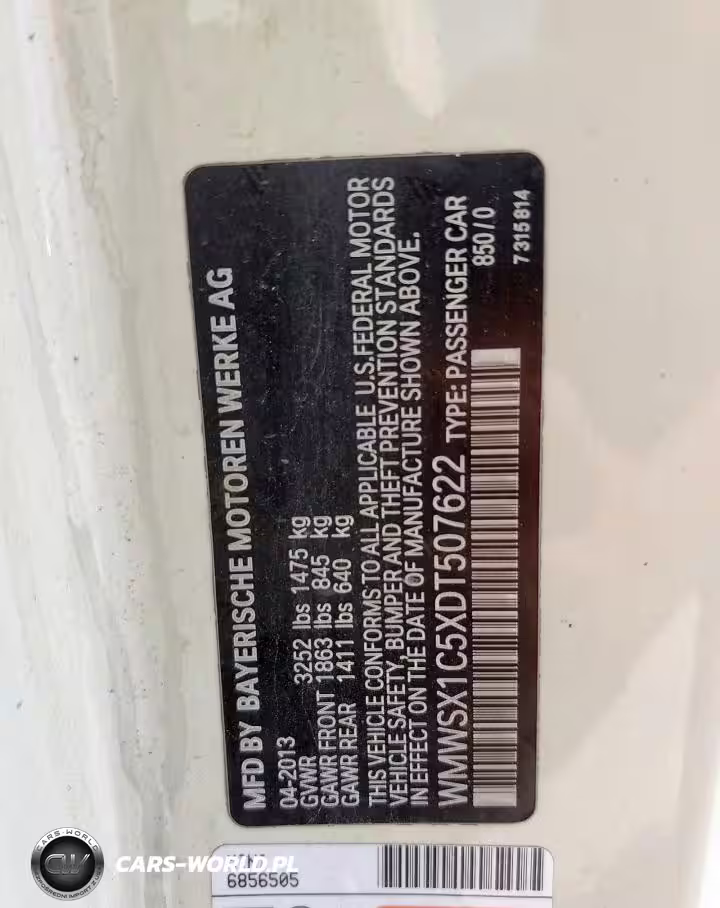 MFD BY BAYERISCHE MOTOREN WERKE AG
04-2013
GVWR 3252 lbs 1475 kg
GAWR FRONT 1863 lbs 845 kg
GAWR REAR 1411 lbs 640 kg
THIS VEHICLE CONFORMS TO ALL APPLICABLE U.S.FEDERAL MOTOR
VEHICLE SAFETY, BUMPER AND THEFT PREVENTION STANDARDS
IN EFFECT ON THE DATE OF MANUFACTURE SHOWN ABOVE.
WMWSX1C5XDT507622 TYPE: PASSENGER CAR
850 / 0
7315814
6856505
CARS-WORLD
CW
CARS-WORLD.PL